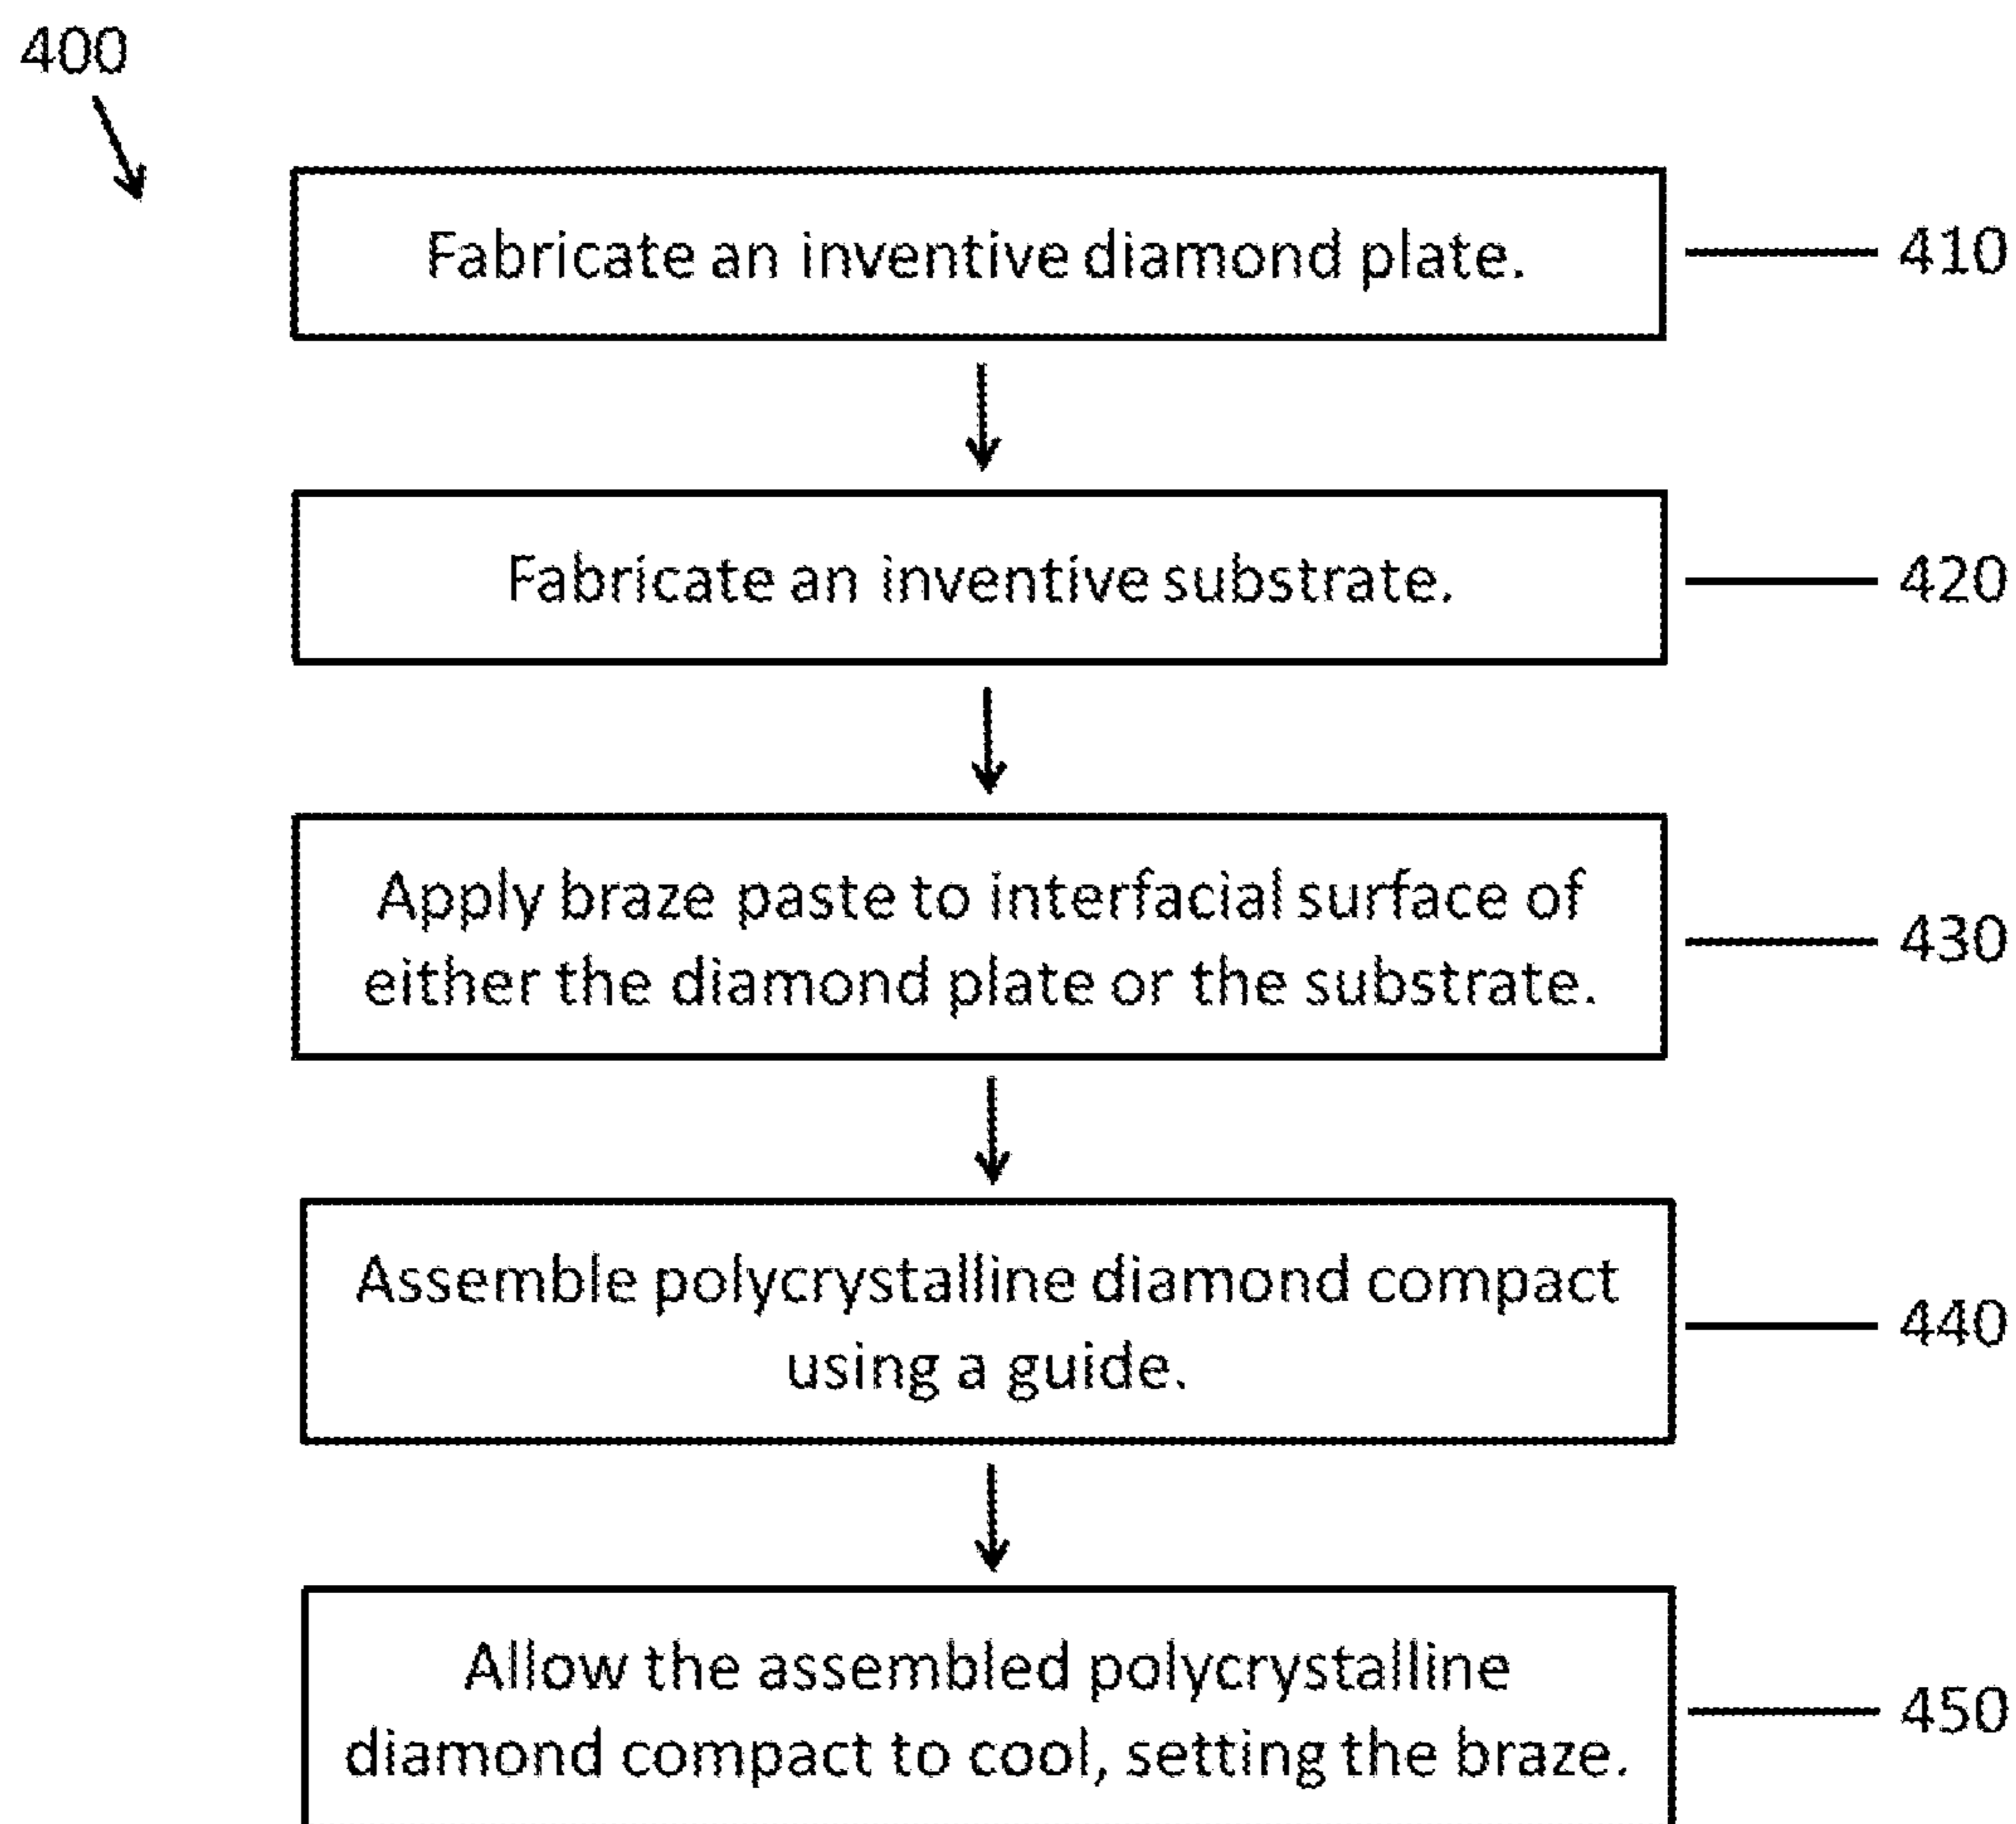 400
Fabricate an inventive diamond plate.
410
Fabricate an inventive substrate.
420
Apply braze paste to interfacial surface of
either the diamond plate or the substrate.
430
Assemble polycrystalline diamond compact
using a guide.
440
Allow the assembled polycrystalline
diamond compact to cool, setting the braze.
450